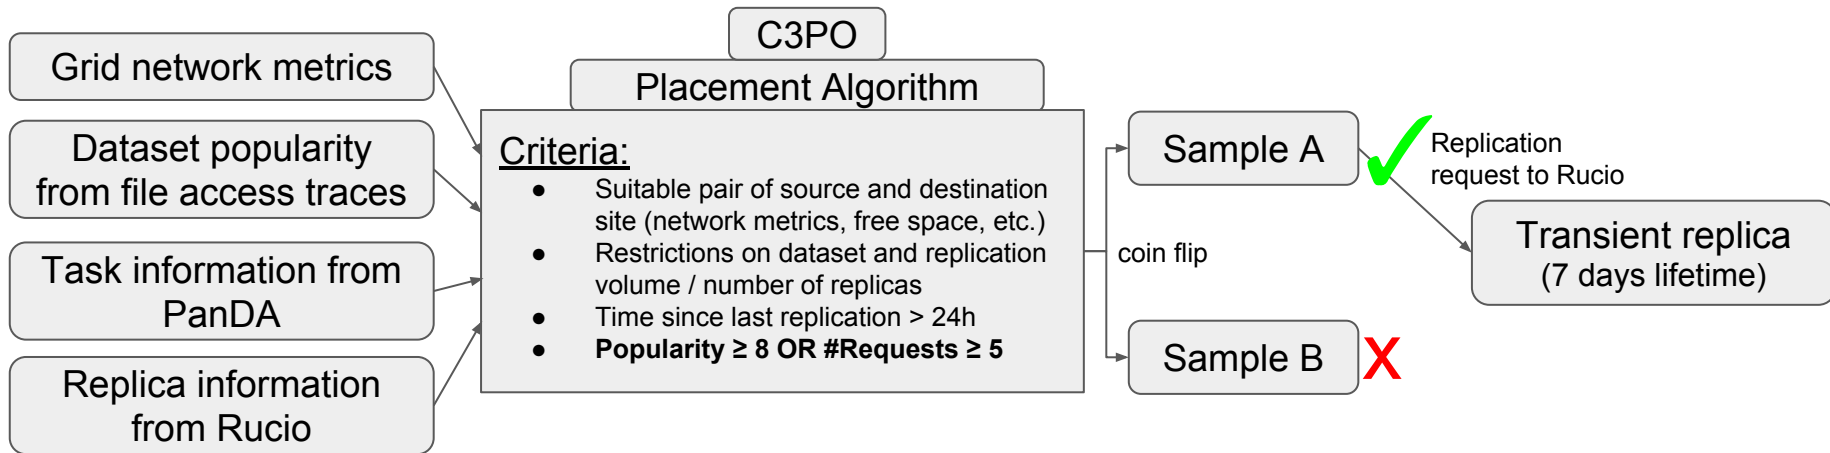 Grid network metrics
Dataset popularity
from file access traces
Task information from
PanDA
Replica information
from Rucio
C3PO
Placement Algorithm
Criteria:
● Suitable pair of source and destination
site (network metrics, free space, etc.)
● Restrictions on dataset and replication
volume / number of replicas
● Time since last replication > 24h
● Popularity ≥ 8 OR #Requests ≥ 5
coin flip
Sample A
Replication
request to Rucio
Transient replica
(7 days lifetime)
Sample B
X